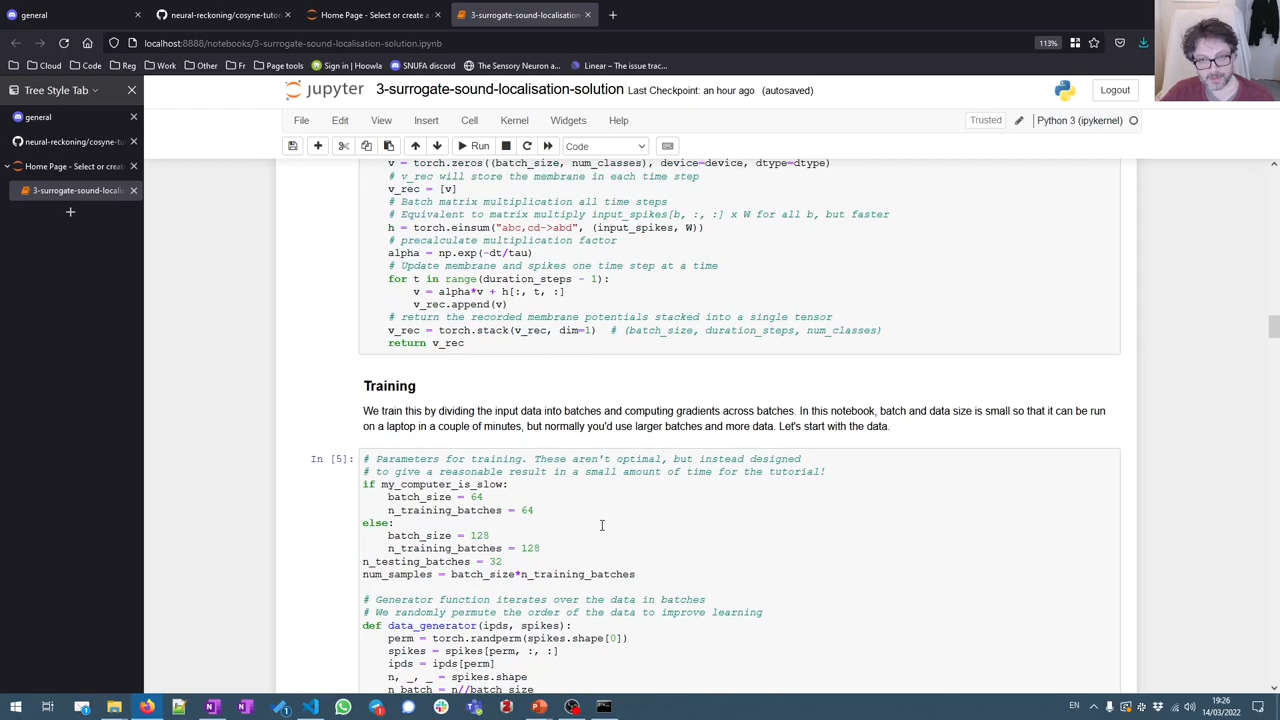 general
neural-reckoning/cosyne-tutor
Home Page - Select or create a
3-surrogate-sound-localisation
localhost:8888/notebooks/3-surrogate-sound-localisation-solution.ipynb
113%
Cloud
Code
Reg
Work
Other
Fr
Page tools
Sign in | Howla
SNUFA discord
The Sensory Neuron a...
Linear – The issue trac...
Tree Style Tab
general
neural-reckoning/cosyne-tu
Home Page - Select or creat
3-surrogate-sound-localis
jupyter 3-surrogate-sound-localisation-solution Last Checkpoint: an hour ago (autosaved)
Logout
File Edit View Insert Cell Kernel Widgets Help
Trusted
Python 3 (ipykernel)
Run
Code
v = torch.zeros((batch_size, num_classes), device=device, dtype=dtype)
# v_rec will store the membrane in each time step
v_rec = [v]
# Batch matrix multiplication all time steps
# Equivalent to matrix multiply input_spikes[b, :, :] x W for all b, but faster
h = torch.einsum("abc,cd->abd", (input_spikes, W))
# precalculate multiplication factor
alpha = np.exp(-dt/tau)
# Update membrane and spikes one time step at a time
for t in range(duration_steps - 1):
v = alpha*v + h[:, t, :]
v_rec.append(v)
# return the recorded membrane potentials stacked into a single tensor
v_rec = torch.stack(v_rec, dim=1)  # (batch_size, duration_steps, num_classes)
return v_rec
Training
We train this by dividing the input data into batches and computing gradients across batches. In this notebook, batch and data size is small so that it can be run
on a laptop in a couple of minutes, but normally you'd use larger batches and more data. Let's start with the data.
In [5]:
# Parameters for training. These aren't optimal, but instead designed
# to give a reasonable result in a small amount of time for the tutorial!
if my_computer_is_slow:
batch_size = 64
n_training_batches = 64
else:
batch_size = 128
n_training_batches = 128
n_testing_batches = 32
num_samples = batch_size*n_training_batches
# Generator function iterates over the data in batches
# We randomly permute the order of the data to improve learning
def data_generator(ipds, spikes):
perm = torch.randperm(spikes.shape[0])
spikes = spikes[perm, :, :]
ipds = ipds[perm]
n, _, _ = spikes.shape
n_batch = n//batch_size
EN
19:26
14/03/2022